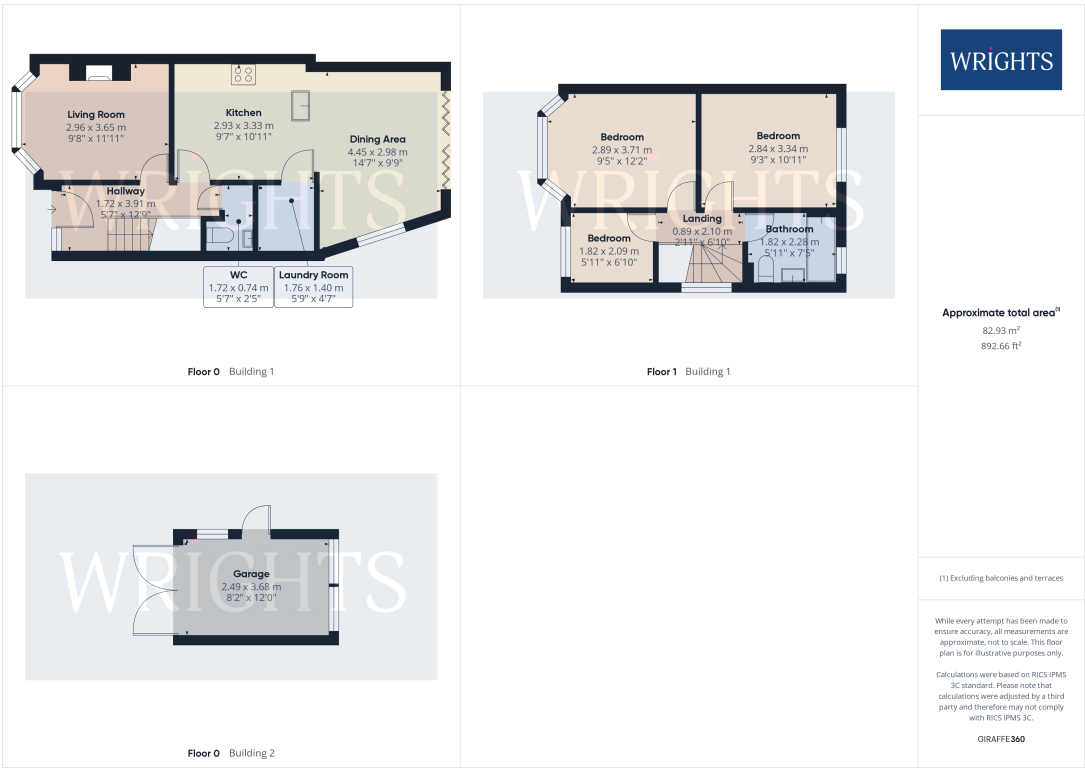 Living Room
2.96 x 3.65 m
9'8" x 11'11"
Kitchen
2.93 x 3.33 m
9'7" x 10'11"
Dining Area
4.45 x 2.98 m
14'7" x 9'9"
Hallway
1.72 x 3.91 m
5'7" x 12'9"
WRIGHTS
WC
1.72 x 0.74 m
5'7" x 2'5"
Laundry Room
1.76 x 1.40 m
5'9" x 4'7"
Floor 0 Building 1
Bedroom
2.89 x 3.71 m
9'5" x 12'2"
Bedroom
2.84 x 3.34 m
9'3" x 10'11"
WRIGHTS
Landing
0.89 x 2.10 m
2'11" x 6'10"
Bedroom
1.82 x 2.09 m
5'11" x 6'10"
Bathroom
1.82 x 2.28 m
5'11" x 7'5"
Floor 1 Building 1
WRIGHTS
Garage
2.49 x 3.68 m
8'2" x 12'0"
Floor 0 Building 2
WRIGHTS
Approximate total area(1)
82.93 m²
892.66 ft²
(1) Excluding balconies and terraces
While every attempt has been made to
ensure accuracy, all measurements are
approximate, not to scale. This floor
plan is for illustrative purposes only.
Calculations were based on RICS IPMS
3C standard. Please note that
calculations were adjusted by a third
party and therefore may not comply
with RICS IPMS 3C.
GIRAFFE360